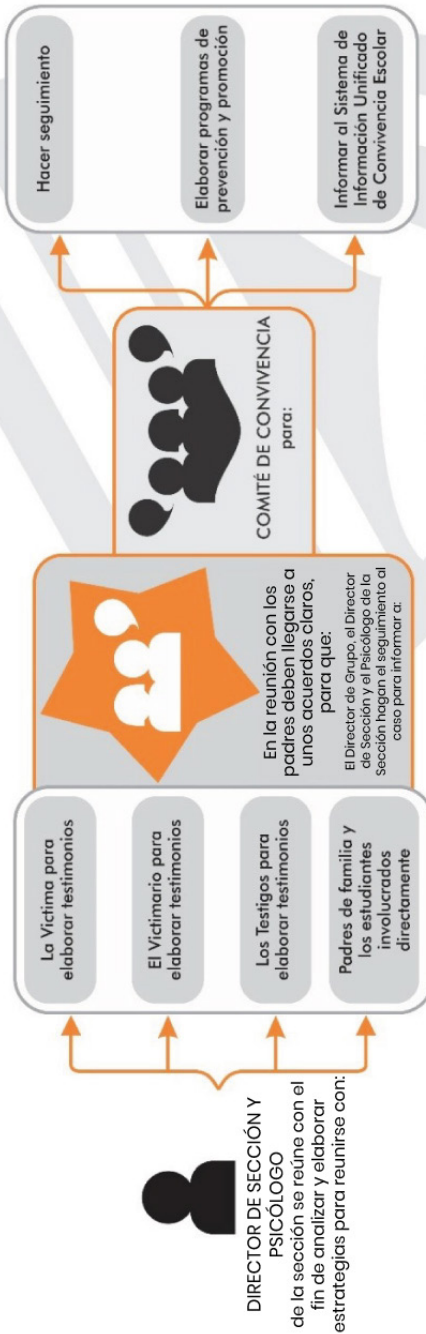 DIRECTOR DE SECCIÓN Y
PSICÓLOGO
de la sección se reúne con el
fin de analizar y elaborar
estrategias para reunirse con:
La Victima para
elaborar testimonios
El Victimario para
elaborar testimonios
Los Testigos para
elaborar testimonios
Padres de familia y
los estudiantes
involucrados
directamente
En la reunión con los
padres deben llegarse a
unos acuerdos claros,
para que:
El Director de Grupo, el Director
de Sección y el Psicólogo de la
Sección hagan el seguimiento al
caso para informar a:
COMITÉ DE CONVIVENCIA
para:
Hacer seguimiento
Elaborar programas de
prevención y promoción
Informar al Sistema de
Información Unificado
de Convivencia Escolar